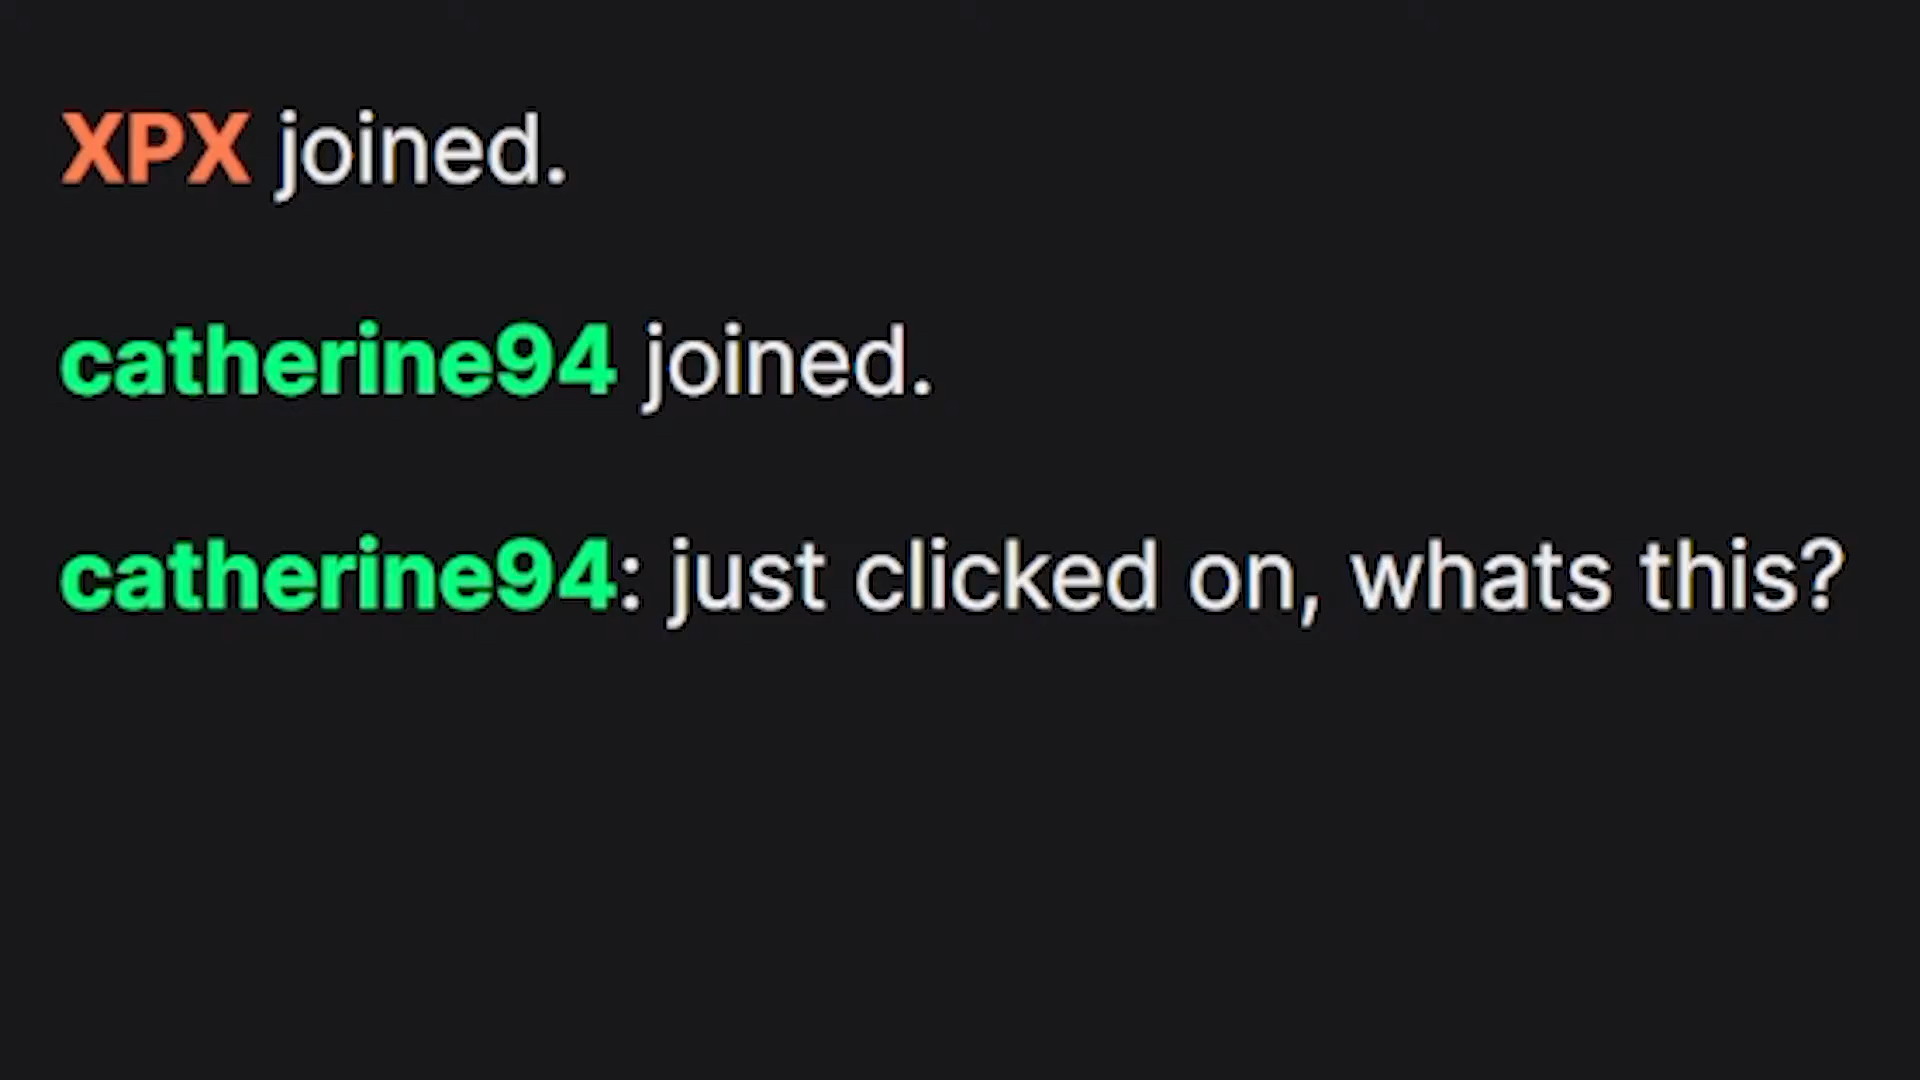 XPX joined.
catherine94 joined.
catherine94: just clicked on, whats this?